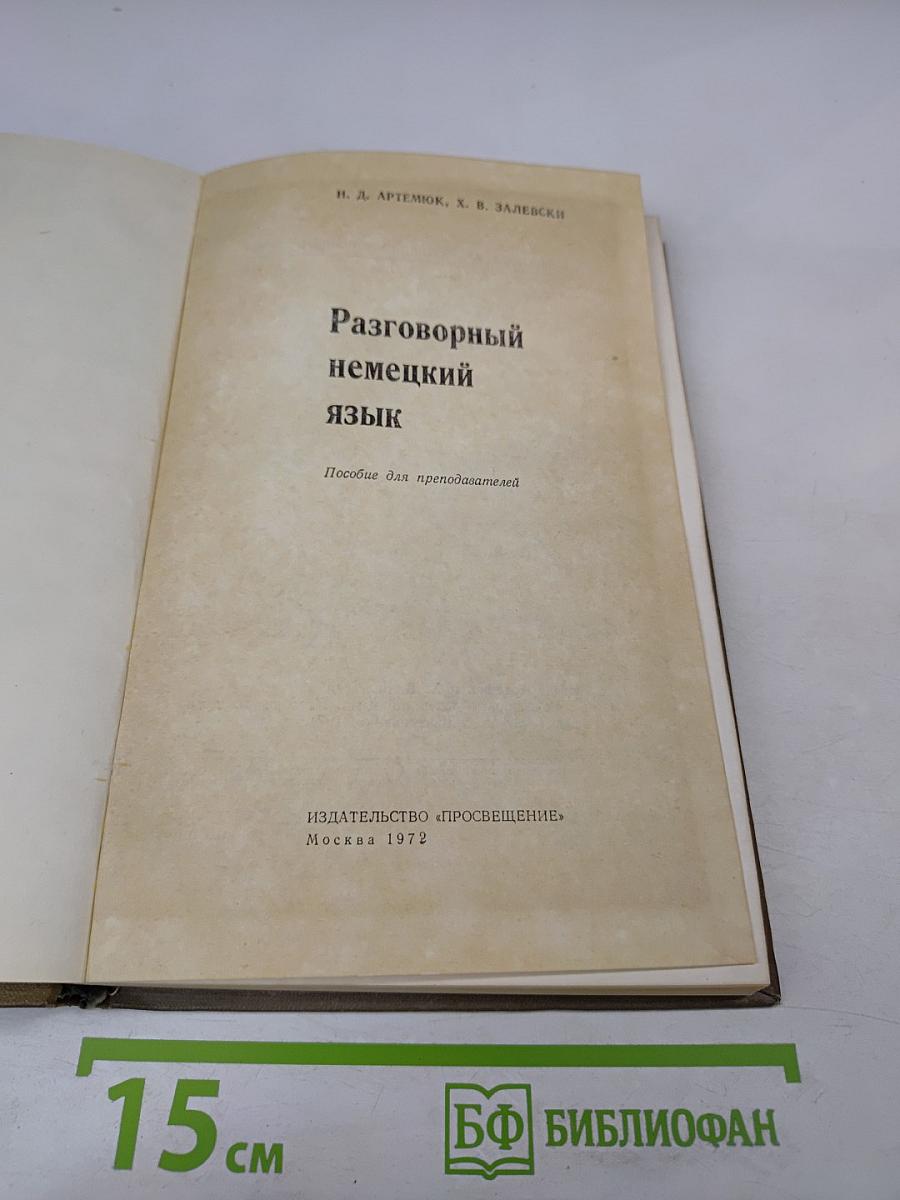 Н. Д. АРТЕМЮК, Х. В. ЗАЛЕВСКИ
Разговорный
немецкий
язык
Пособие для преподавателей
ИЗДАТЕЛЬСТВО «ПРОСВЕЩЕНИЕ»
Москва 1972
15 см
БФ БИБЛИОФАН